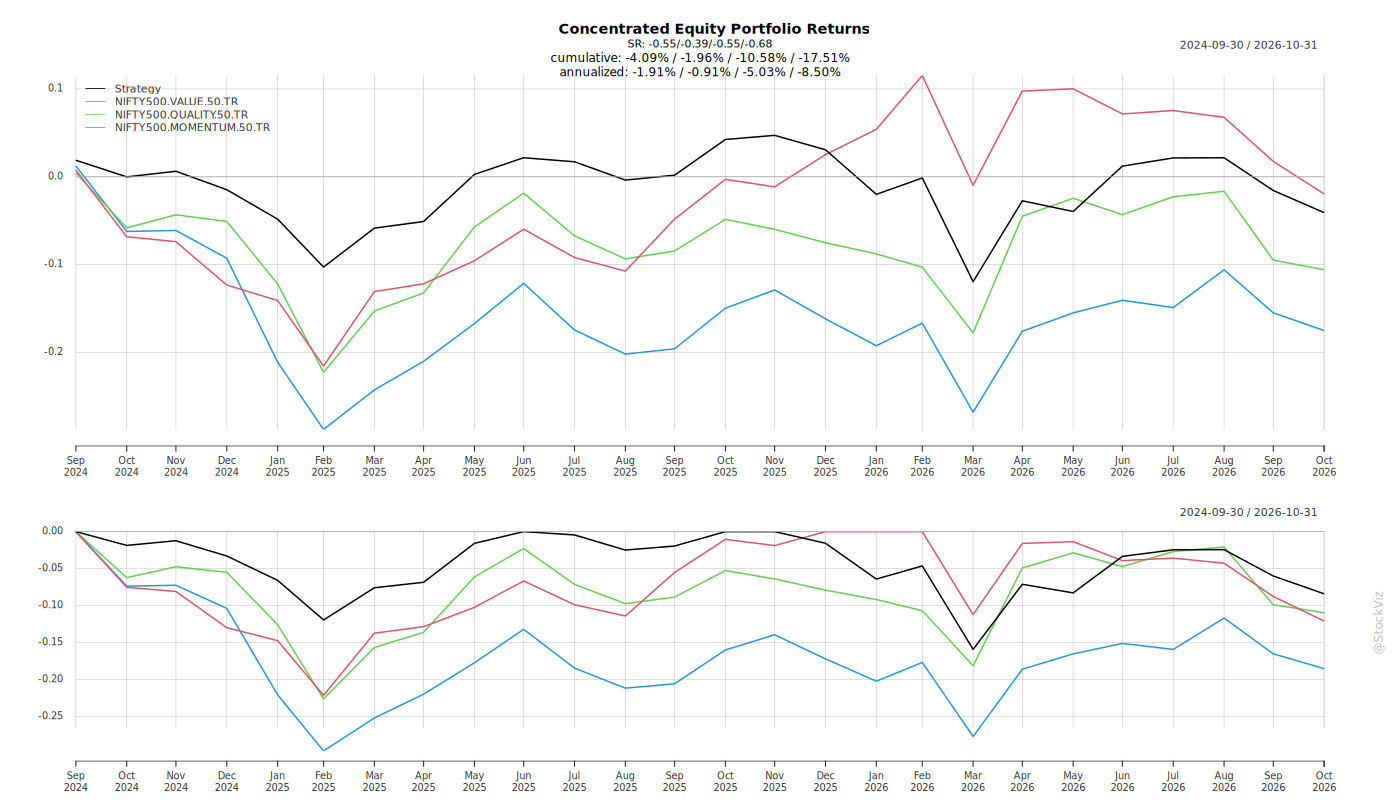 Concentrated Equity Portfolio Returns
SR: -0.55/-0.39/-0.55/-0.68
cumulative: -4.09% / -1.96% / -10.58% / -17.51%
annualized: -1.91% / -0.91% / -5.03% / -8.50%
2024-09-30 / 2026-10-31
Strategy
NIFTY500.VALUE.50.TR
NIFTY500.QUALITY.50.TR
NIFTY500.MOMENTUM.50.TR
0.1
0.0
-0.1
-0.2
Sep Oct Nov Dec Jan Feb Mar Apr May Jun Jul Aug Sep Oct Nov Dec Jan Feb Mar Apr May Jun Jul Aug Sep Oct
2024 2024 2024 2024 2025 2025 2025 2025 2025 2025 2025 2025 2025 2025 2025 2025 2026 2026 2026 2026 2026 2026 2026 2026 2026 2026
2024-09-30 / 2026-10-31
0.00
-0.05
-0.10
-0.15
-0.20
-0.25
Sep Oct Nov Dec Jan Feb Mar Apr May Jun Jul Aug Sep Oct Nov Dec Jan Feb Mar Apr May Jun Jul Aug Sep Oct
2024 2024 2024 2024 2025 2025 2025 2025 2025 2025 2025 2025 2025 2025 2025 2025 2026 2026 2026 2026 2026 2026 2026 2026 2026 2026
@StockViz